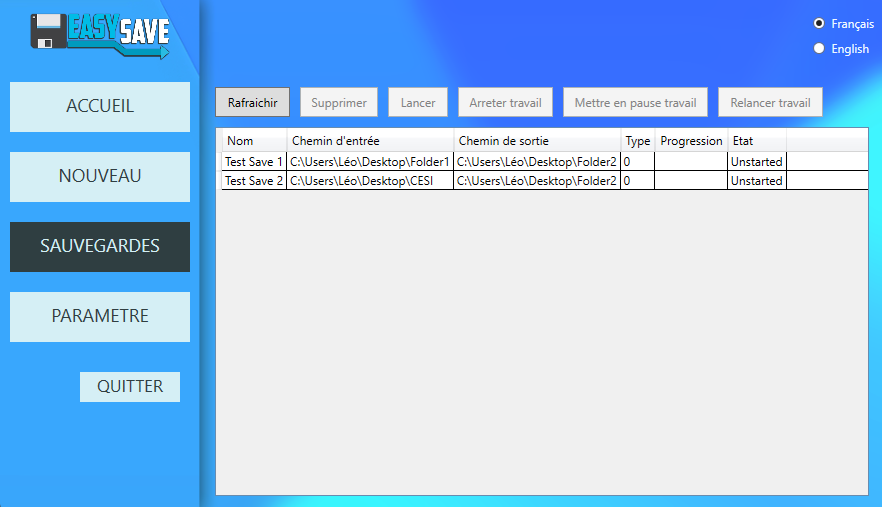 EASY SAVE
Français
English
ACCUEIL
NOUVEAU
SAUVEGARDES
PARAMETRE
QUITTER
Rafraichir Supprimer Lancer Arreter travail Mettre en pause travail Relancer travail
Nom Chemin d'entrée Chemin de sortie Type Progression Etat
Test Save 1 C:\Users\Léo\Desktop\Folder1 C:\Users\Léo\Desktop\Folder2 0 Unstarted
Test Save 2 C:\Users\Léo\Desktop\CESI C:\Users\Léo\Desktop\Folder2 0 Unstarted